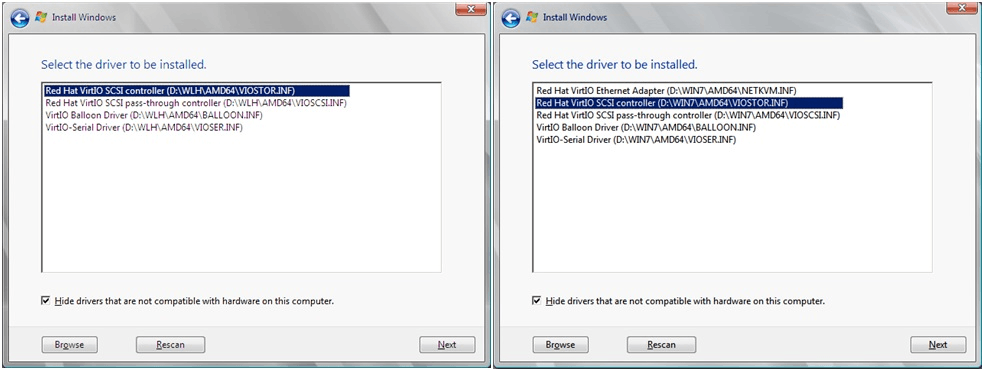 Install Windows
Select the driver to be installed.
Red Hat VirtIO SCSI controller (D:\WLH\AMD64\VIOSTOR.INF)
Red Hat VirtIO SCSI pass-through controller (D:\WLH\AMD64\VIOSCSI.INF)
VirtIO Balloon Driver (D:\WLH\AMD64\BALLOON.INF)
VirtIO-Serial Driver (D:\WLH\AMD64\VIOSER.INF)
Hide drivers that are not compatible with hardware on this computer.
Browse
Rescan
Next
Install Windows
Select the driver to be installed.
Red Hat VirtIO Ethernet Adapter (D:\WIN7\AMD64\NETKVM.INF)
Red Hat VirtIO SCSI controller (D:\WIN7\AMD64\VIOSTOR.INF)
Red Hat VirtIO SCSI pass-through controller (D:\WIN7\AMD64\VIOSCSI.INF)
VirtIO Balloon Driver (D:\WIN7\AMD64\BALLOON.INF)
VirtIO-Serial Driver (D:\WIN7\AMD64\VIOSER.INF)
Hide drivers that are not compatible with hardware on this computer.
Browse
Rescan
Next